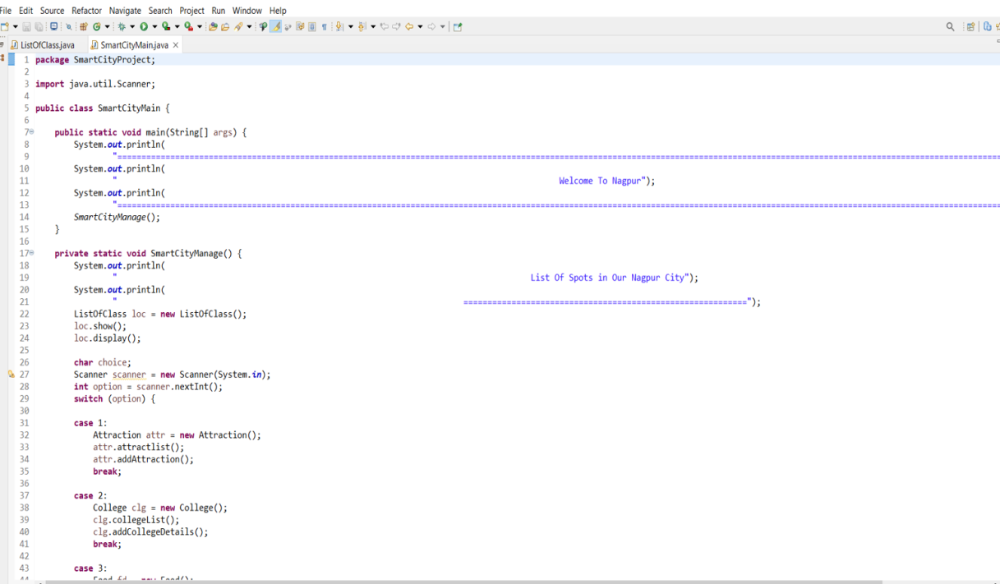 File Edit Source Refactor Navigate Search Project Run Window Help
ListOfClass.java SmartCityMain.java
1 package SmartCityProject;
2
3 import java.util.Scanner;
4
5 public class SmartCityMain {
6
7 public static void main(String[] args) {
8 System.out.println(
9 "==========================================================================================
10 System.out.println(
11 " Welcome To Nagpur");
12 System.out.println(
13 "==========================================================================================
14 SmartCityManage();
15 }
16
17 private static void SmartCityManage() {
18 System.out.println(
19 " List Of Spots in Our Nagpur City");
20 System.out.println(
21 " ===========================================================");
22 ListOfClass loc = new ListOfClass();
23 loc.show();
24 loc.display();
25
26 char choice;
27 Scanner scanner = new Scanner(System.in);
28 int option = scanner.nextInt();
29 switch (option) {
30
31 case 1:
32 Attraction attr = new Attraction();
33 attr.attractlist();
34 attr.addAttraction();
35 break;
36
37 case 2:
38 College clg = new College();
39 clg.collegeList();
40 clg.addCollegeDetails();
41 break;
42
43 case 3:
44 Food fd = new Food();